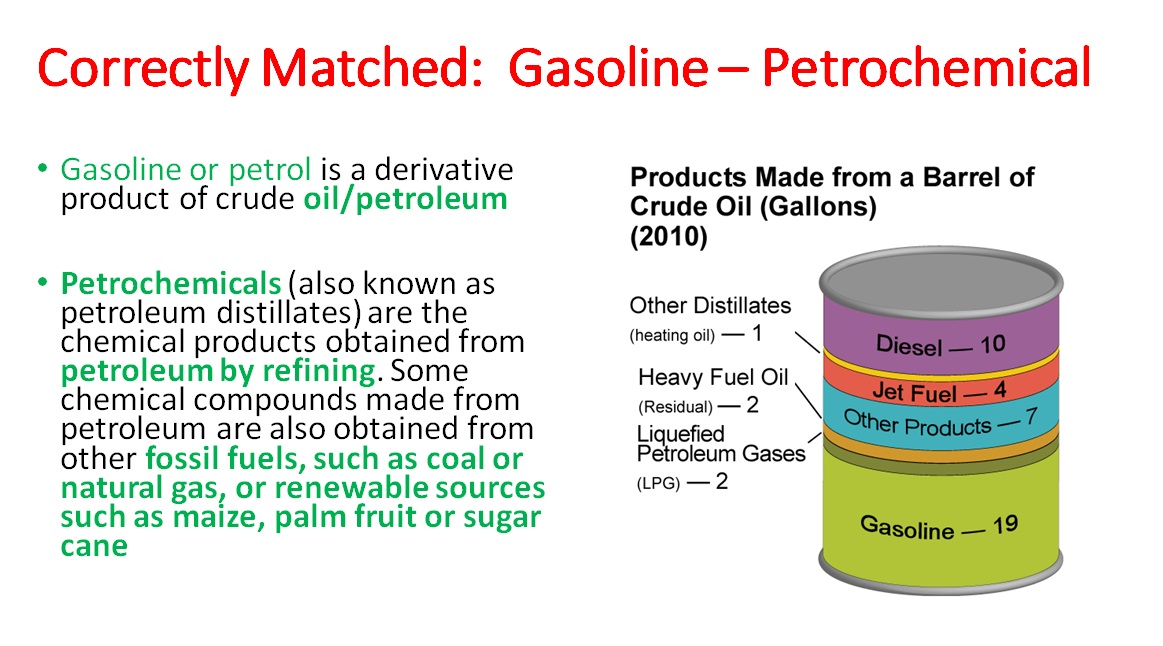 Correctly Matched: Gasoline – Petrochemical
• Gasoline or petrol is a derivative
product of crude oil/petroleum
• Petrochemicals (also known as
petroleum distillates) are the
chemical products obtained from
petroleum by refining. Some
chemical compounds made from
petroleum are also obtained from
other fossil fuels, such as coal or
natural gas, or renewable sources
such as maize, palm fruit or sugar
cane
Products Made from a Barrel of
Crude Oil (Gallons)
(2010)
Other Distillates
(heating oil) — 1
Heavy Fuel Oil
(Residual) — 2
Liquefied
Petroleum Gases
(LPG) — 2
Diesel — 10
Jet Fuel — 4
Other Products — 7
Gasoline — 19